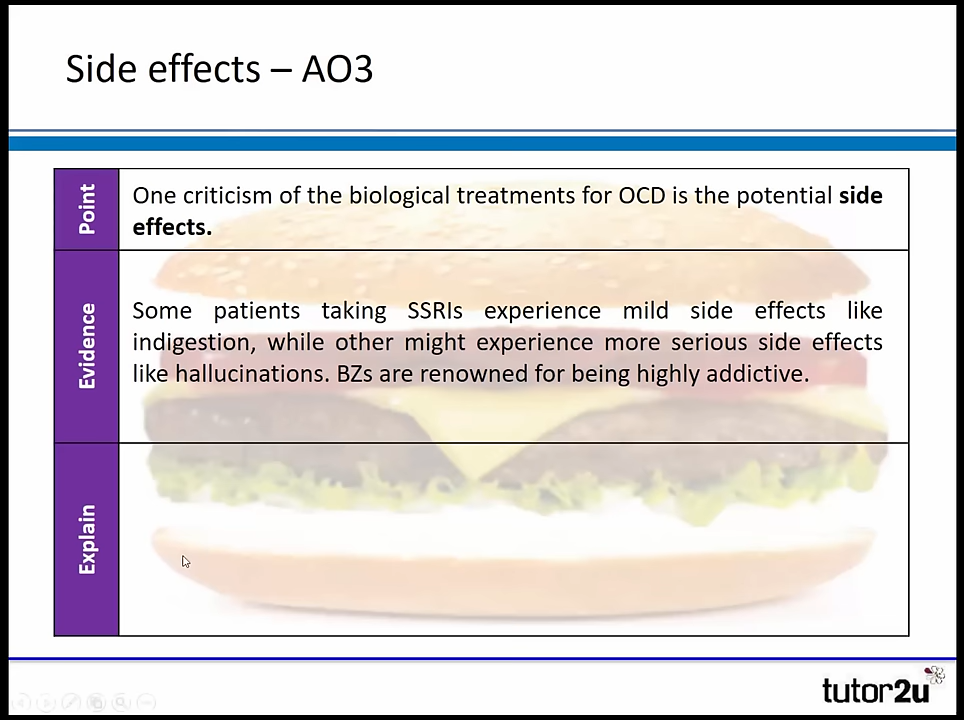 Side effects – AO3
Point
One criticism of the biological treatments for OCD is the potential side
effects.
Evidence
Some patients taking SSRIs experience mild side effects like
indigestion, while other might experience more serious side effects
like hallucinations. BZs are renowned for being highly addictive.
Explain
tutor2u